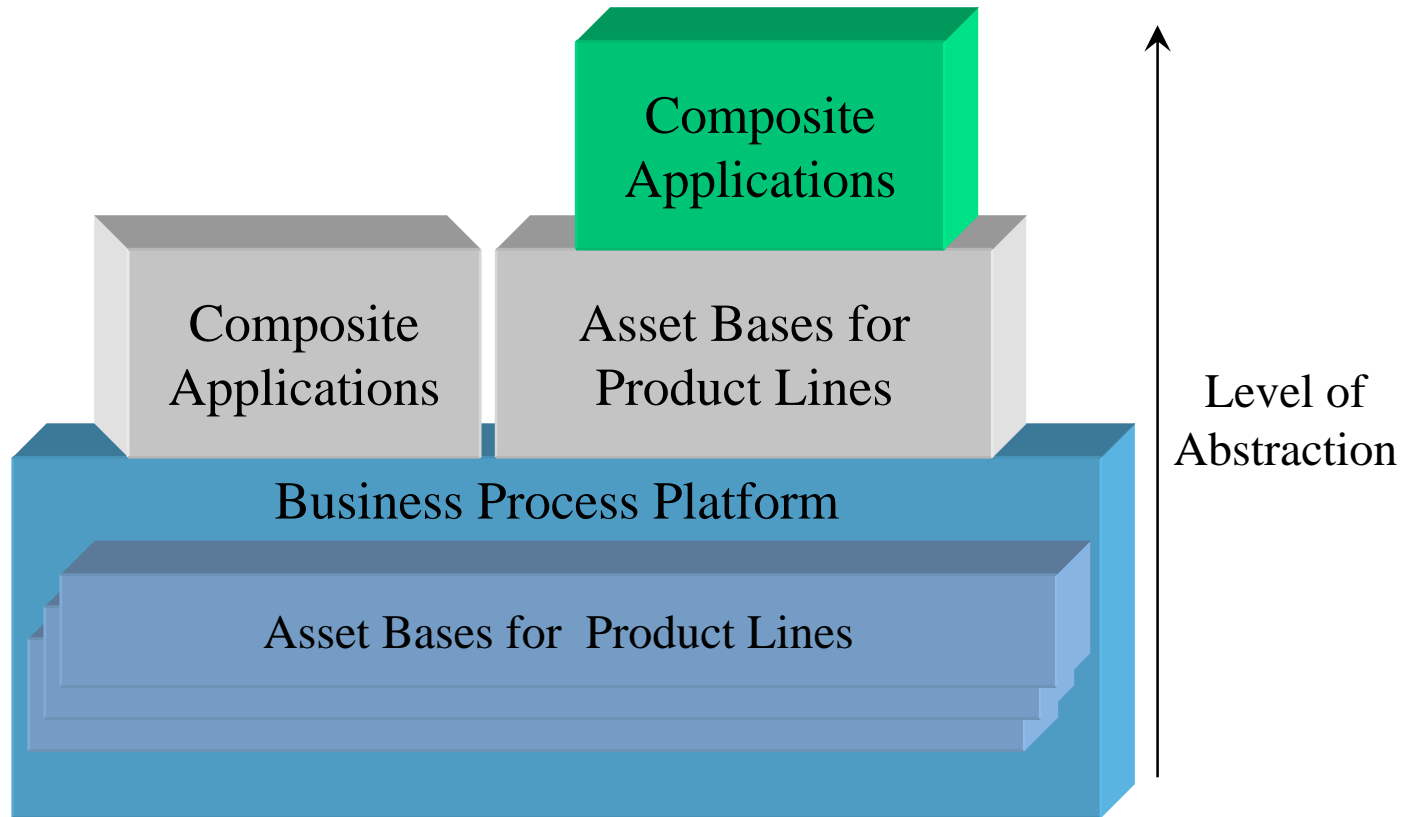 Composite
Applications
Composite
Applications
Asset Bases for
Product Lines
Level of
Abstraction
Business Process Platform
Asset Bases for  Product Lines